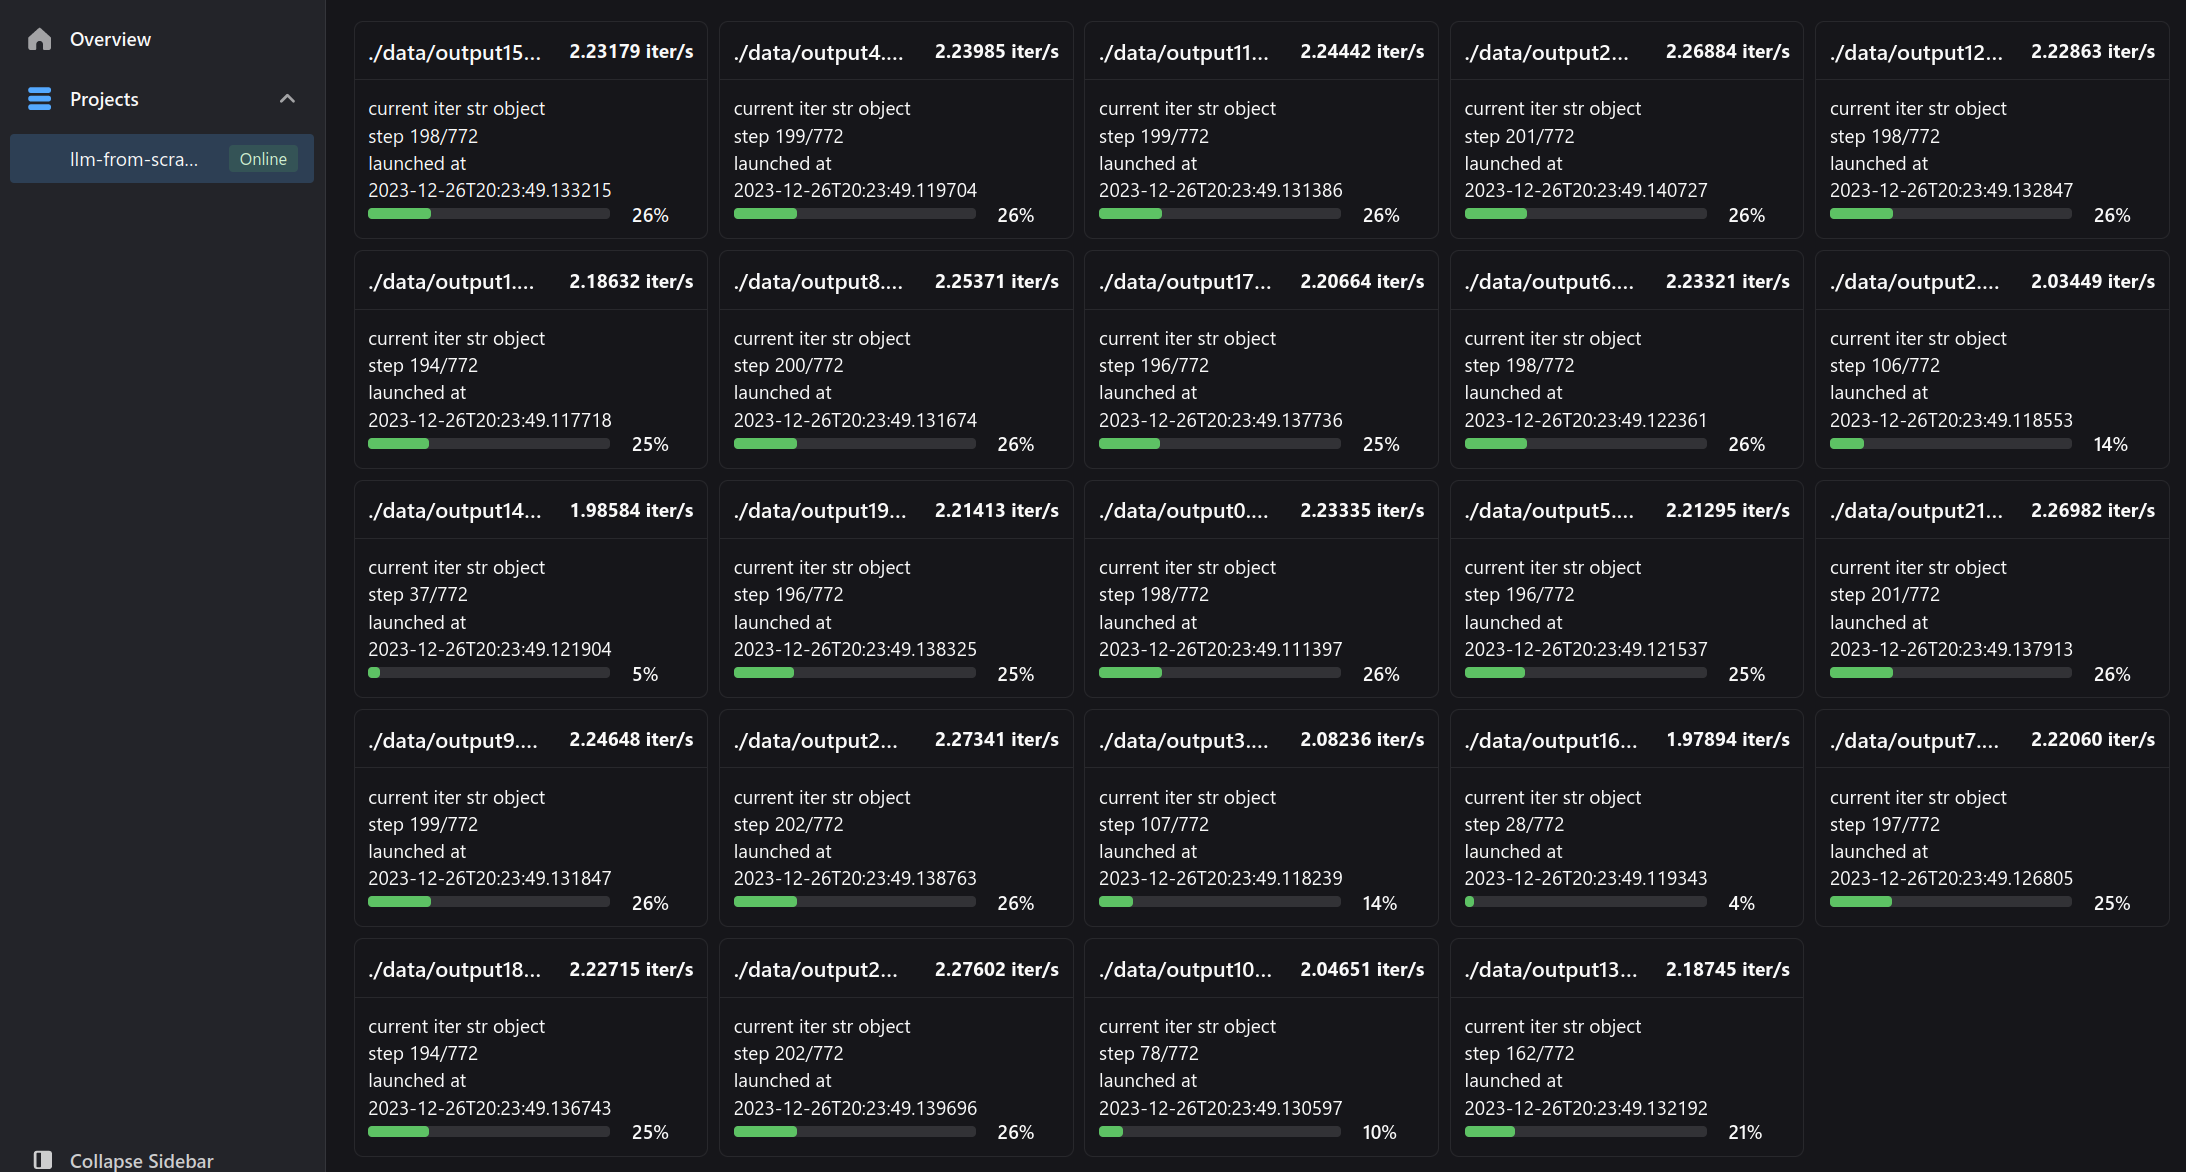 Overview
Projects
llm-from-scra...
Online
Collapse Sidebar
./data/output15... 2.23179 iter/s
current iter str object
step 198/772
launched at
2023-12-26T20:23:49.133215
26%
./data/output4.... 2.23985 iter/s
current iter str object
step 199/772
launched at
2023-12-26T20:23:49.119704
26%
./data/output11... 2.24442 iter/s
current iter str object
step 199/772
launched at
2023-12-26T20:23:49.131386
26%
./data/output2... 2.26884 iter/s
current iter str object
step 201/772
launched at
2023-12-26T20:23:49.140727
26%
./data/output12... 2.22863 iter/s
current iter str object
step 198/772
launched at
2023-12-26T20:23:49.132847
26%
./data/output1.... 2.18632 iter/s
current iter str object
step 194/772
launched at
2023-12-26T20:23:49.117718
25%
./data/output8.... 2.25371 iter/s
current iter str object
step 200/772
launched at
2023-12-26T20:23:49.131674
26%
./data/output17... 2.20664 iter/s
current iter str object
step 196/772
launched at
2023-12-26T20:23:49.137736
25%
./data/output6.... 2.23321 iter/s
current iter str object
step 198/772
launched at
2023-12-26T20:23:49.122361
26%
./data/output2.... 2.03449 iter/s
current iter str object
step 106/772
launched at
2023-12-26T20:23:49.118553
14%
./data/output14... 1.98584 iter/s
current iter str object
step 37/772
launched at
2023-12-26T20:23:49.121904
5%
./data/output19... 2.21413 iter/s
current iter str object
step 196/772
launched at
2023-12-26T20:23:49.138325
25%
./data/output0.... 2.23335 iter/s
current iter str object
step 198/772
launched at
2023-12-26T20:23:49.111397
26%
./data/output5.... 2.21295 iter/s
current iter str object
step 196/772
launched at
2023-12-26T20:23:49.121537
25%
./data/output21... 2.26982 iter/s
current iter str object
step 201/772
launched at
2023-12-26T20:23:49.137913
26%
./data/output9.... 2.24648 iter/s
current iter str object
step 199/772
launched at
2023-12-26T20:23:49.131847
26%
./data/output2... 2.27341 iter/s
current iter str object
step 202/772
launched at
2023-12-26T20:23:49.138763
26%
./data/output3.... 2.08236 iter/s
current iter str object
step 107/772
launched at
2023-12-26T20:23:49.118239
14%
./data/output16... 1.97894 iter/s
current iter str object
step 28/772
launched at
2023-12-26T20:23:49.119343
4%
./data/output7.... 2.22060 iter/s
current iter str object
step 197/772
launched at
2023-12-26T20:23:49.126805
25%
./data/output18... 2.22715 iter/s
current iter str object
step 194/772
launched at
2023-12-26T20:23:49.136743
25%
./data/output2... 2.27602 iter/s
current iter str object
step 202/772
launched at
2023-12-26T20:23:49.139696
26%
./data/output10... 2.04651 iter/s
current iter str object
step 78/772
launched at
2023-12-26T20:23:49.130597
10%
./data/output13... 2.18745 iter/s
current iter str object
step 162/772
launched at
2023-12-26T20:23:49.132192
21%